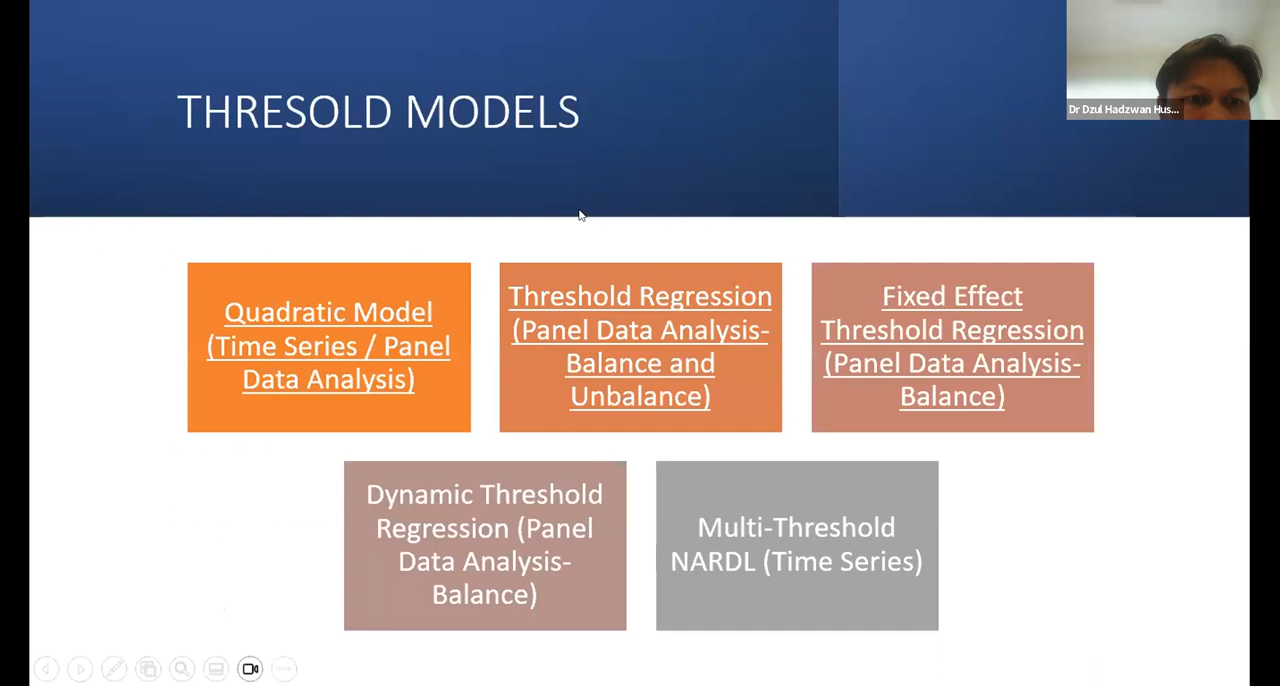 THRESOLD MODELS
Dr Dzul Hadzwan Hus...
Quadratic Model
(Time Series / Panel
Data Analysis)
Threshold Regression
(Panel Data Analysis-
Balance and
Unbalance)
Fixed Effect
Threshold Regression
(Panel Data Analysis-
Balance)
Dynamic Threshold
Regression (Panel
Data Analysis-
Balance)
Multi-Threshold
NARDL (Time Series)